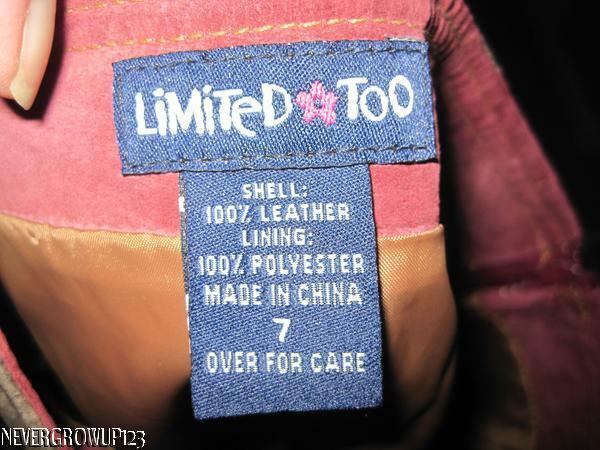 LiMiTeD TOO
SHELL:
100% LEATHER
LINING:
100% POLYESTER
MADE IN CHINA
7
OVER FOR CARE
NEVERGROWUP123